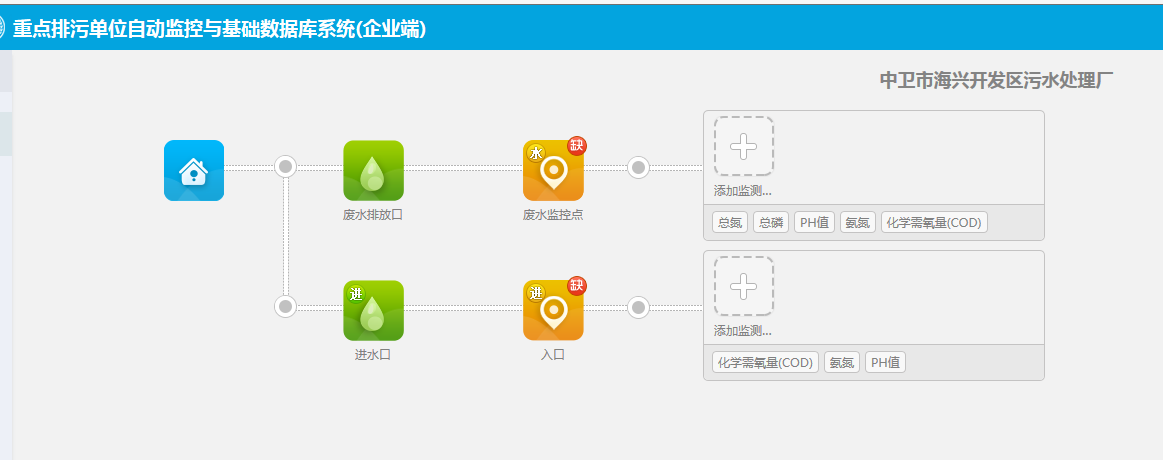 重点排污单位自动监控与基础数据库系统(企业端)
中卫市海兴开发区污水处理厂
水 缺
添加监测...
废水排放口 废水监控点
总氮 总磷 PH值 氨氮 化学需氧量(COD)
进 进 缺
添加监测...
进水口 入口
化学需氧量(COD) 氨氮 PH值